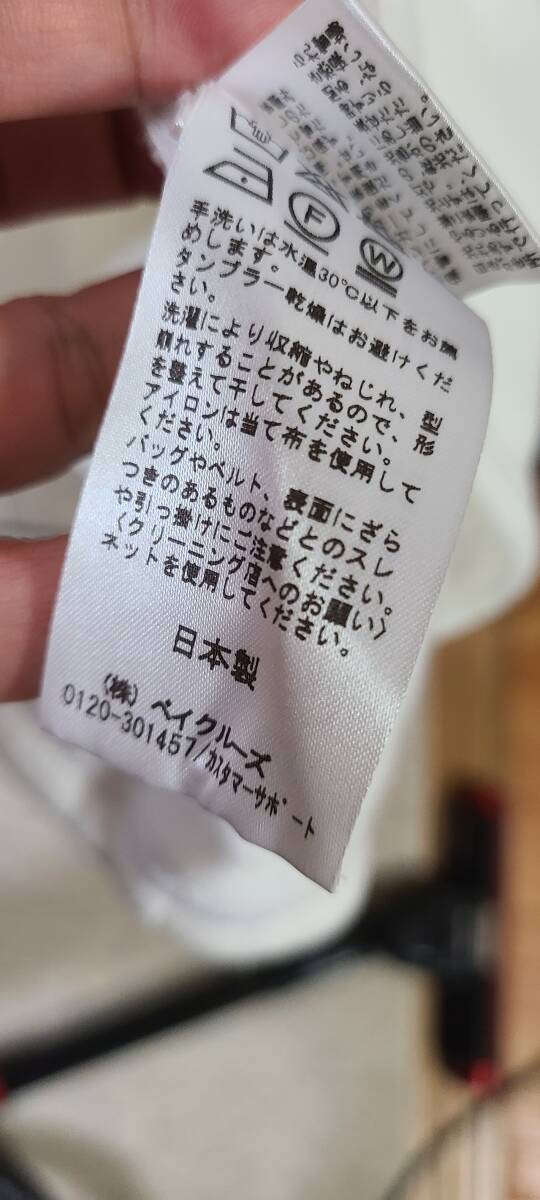 F
W
手洗いは水温30℃以下をお薦
めします。
タンブラー乾燥はお避けくだ
さい。
洗濯により収縮やねじれ、型
崩れすることがあるので、形
を整えて干してください。
アイロンは当て布を使用して
ください。
バッグやベルト、表面にざら
つきのあるものなどとのスレ
や引っ掛けにご注意ください。
〈クリーニング店へのお願い〉
ネットを使用してください。
日本製
(株) ベイクルーズ
0120-301457/カスタマーサポート